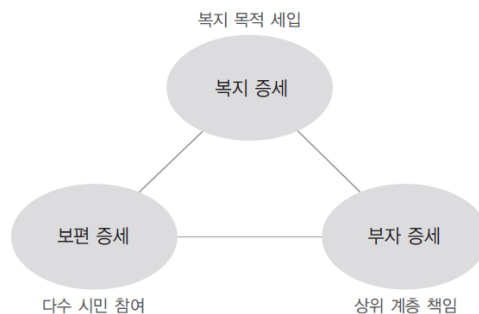 복지 목적 세입
복지 증세
보편 증세
부자 증세
다수 시민 참여
상위 계층 책임